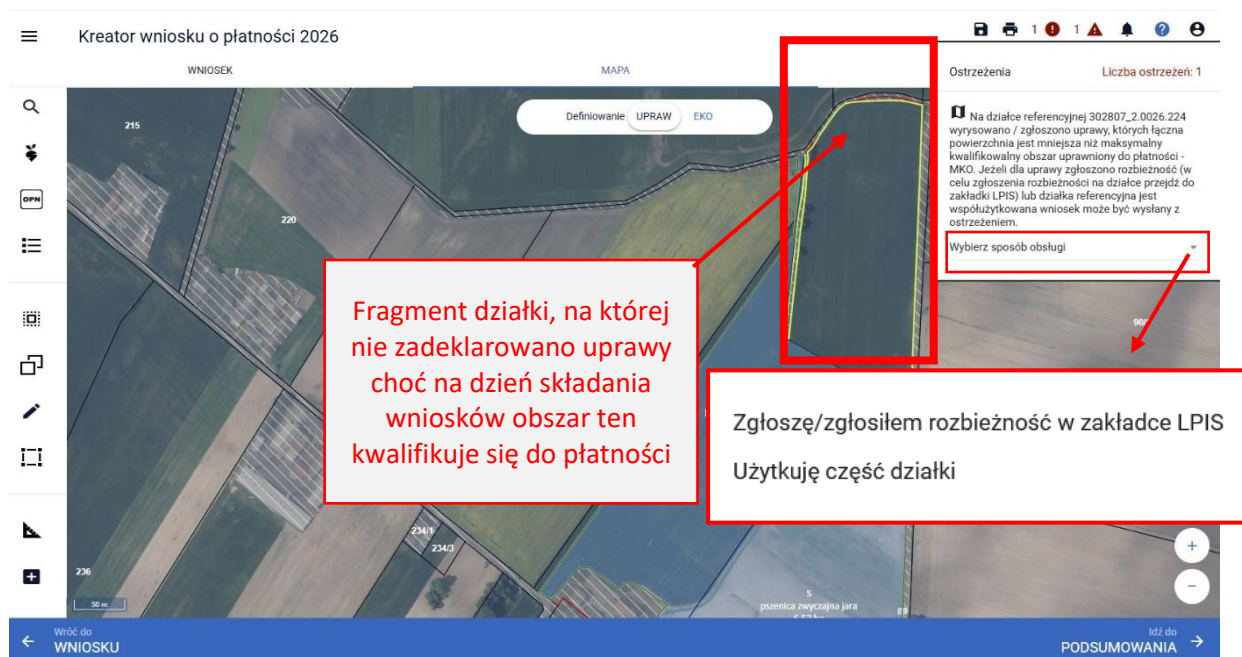 Kreator wniosku o płatności 2026
1
1
WNIOSEK
MAPA
Ostrzeżenia
Liczba ostrzeżeń: 1
Definiowanie UPRAW EKO
OPN
Na działce referencyjnej 302807_2.0026.224
wyrysowano / zgłoszono uprawy, których łączna
powierzchnia jest mniejsza niż maksymalny
kwalifikowalny obszar uprawniony do płatności -
MKO. Jeżeli dla uprawy zgłoszono rozbieżność (w
celu zgłoszenia rozbieżności na działce przejdź do
zakładki LPIS) lub działka referencyjna jest
współużytkowana wniosek może być wysłany z
ostrzeżeniem.
Wybierz sposób obsługi
215
220
Fragment działki, na której
nie zadeklarowano uprawy
choć na dzień składania
wniosków obszar ten
kwalifikuje się do płatności
Zgłoszę/zgłosiłem rozbieżność w zakładce LPIS
Użytkuję część działki
234/1
234/3
236
50 m
S
pszenica zwyczajna jara
89
+
−
Wróć do
WNIOSKU
Idź do
PODSUMOWANIA